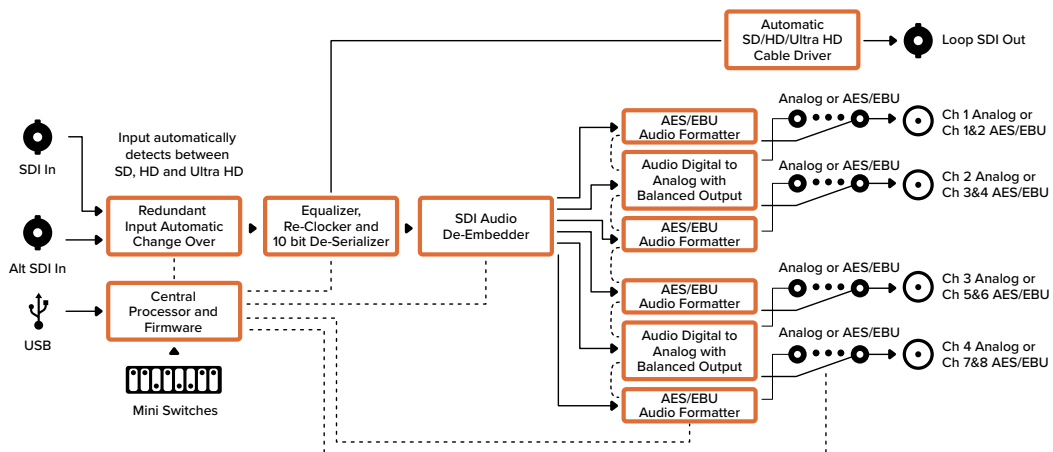 Automatic
SD/HD/Ultra HD
Cable Driver
Loop SDI Out
Input automatically
detects between
SD, HD and Ultra HD
SDI In
Alt SDI In
USB
Redundant
Input Automatic
Change Over
Equalizer,
Re-Clocker and
10 bit De-Serializer
SDI Audio
De-Embedder
Central
Processor and
Firmware
Mini Switches
AES/EBU
Audio Formatter
Audio Digital to
Analog with
Balanced Output
AES/EBU
Audio Formatter
AES/EBU
Audio Formatter
Audio Digital to
Analog with
Balanced Output
AES/EBU
Audio Formatter
Analog or AES/EBU
Ch 1 Analog or
Ch 1&2 AES/EBU
Analog or AES/EBU
Ch 2 Analog or
Ch 3&4 AES/EBU
Analog or AES/EBU
Ch 3 Analog or
Ch 5&6 AES/EBU
Analog or AES/EBU
Ch 4 Analog or
Ch 7&8 AES/EBU